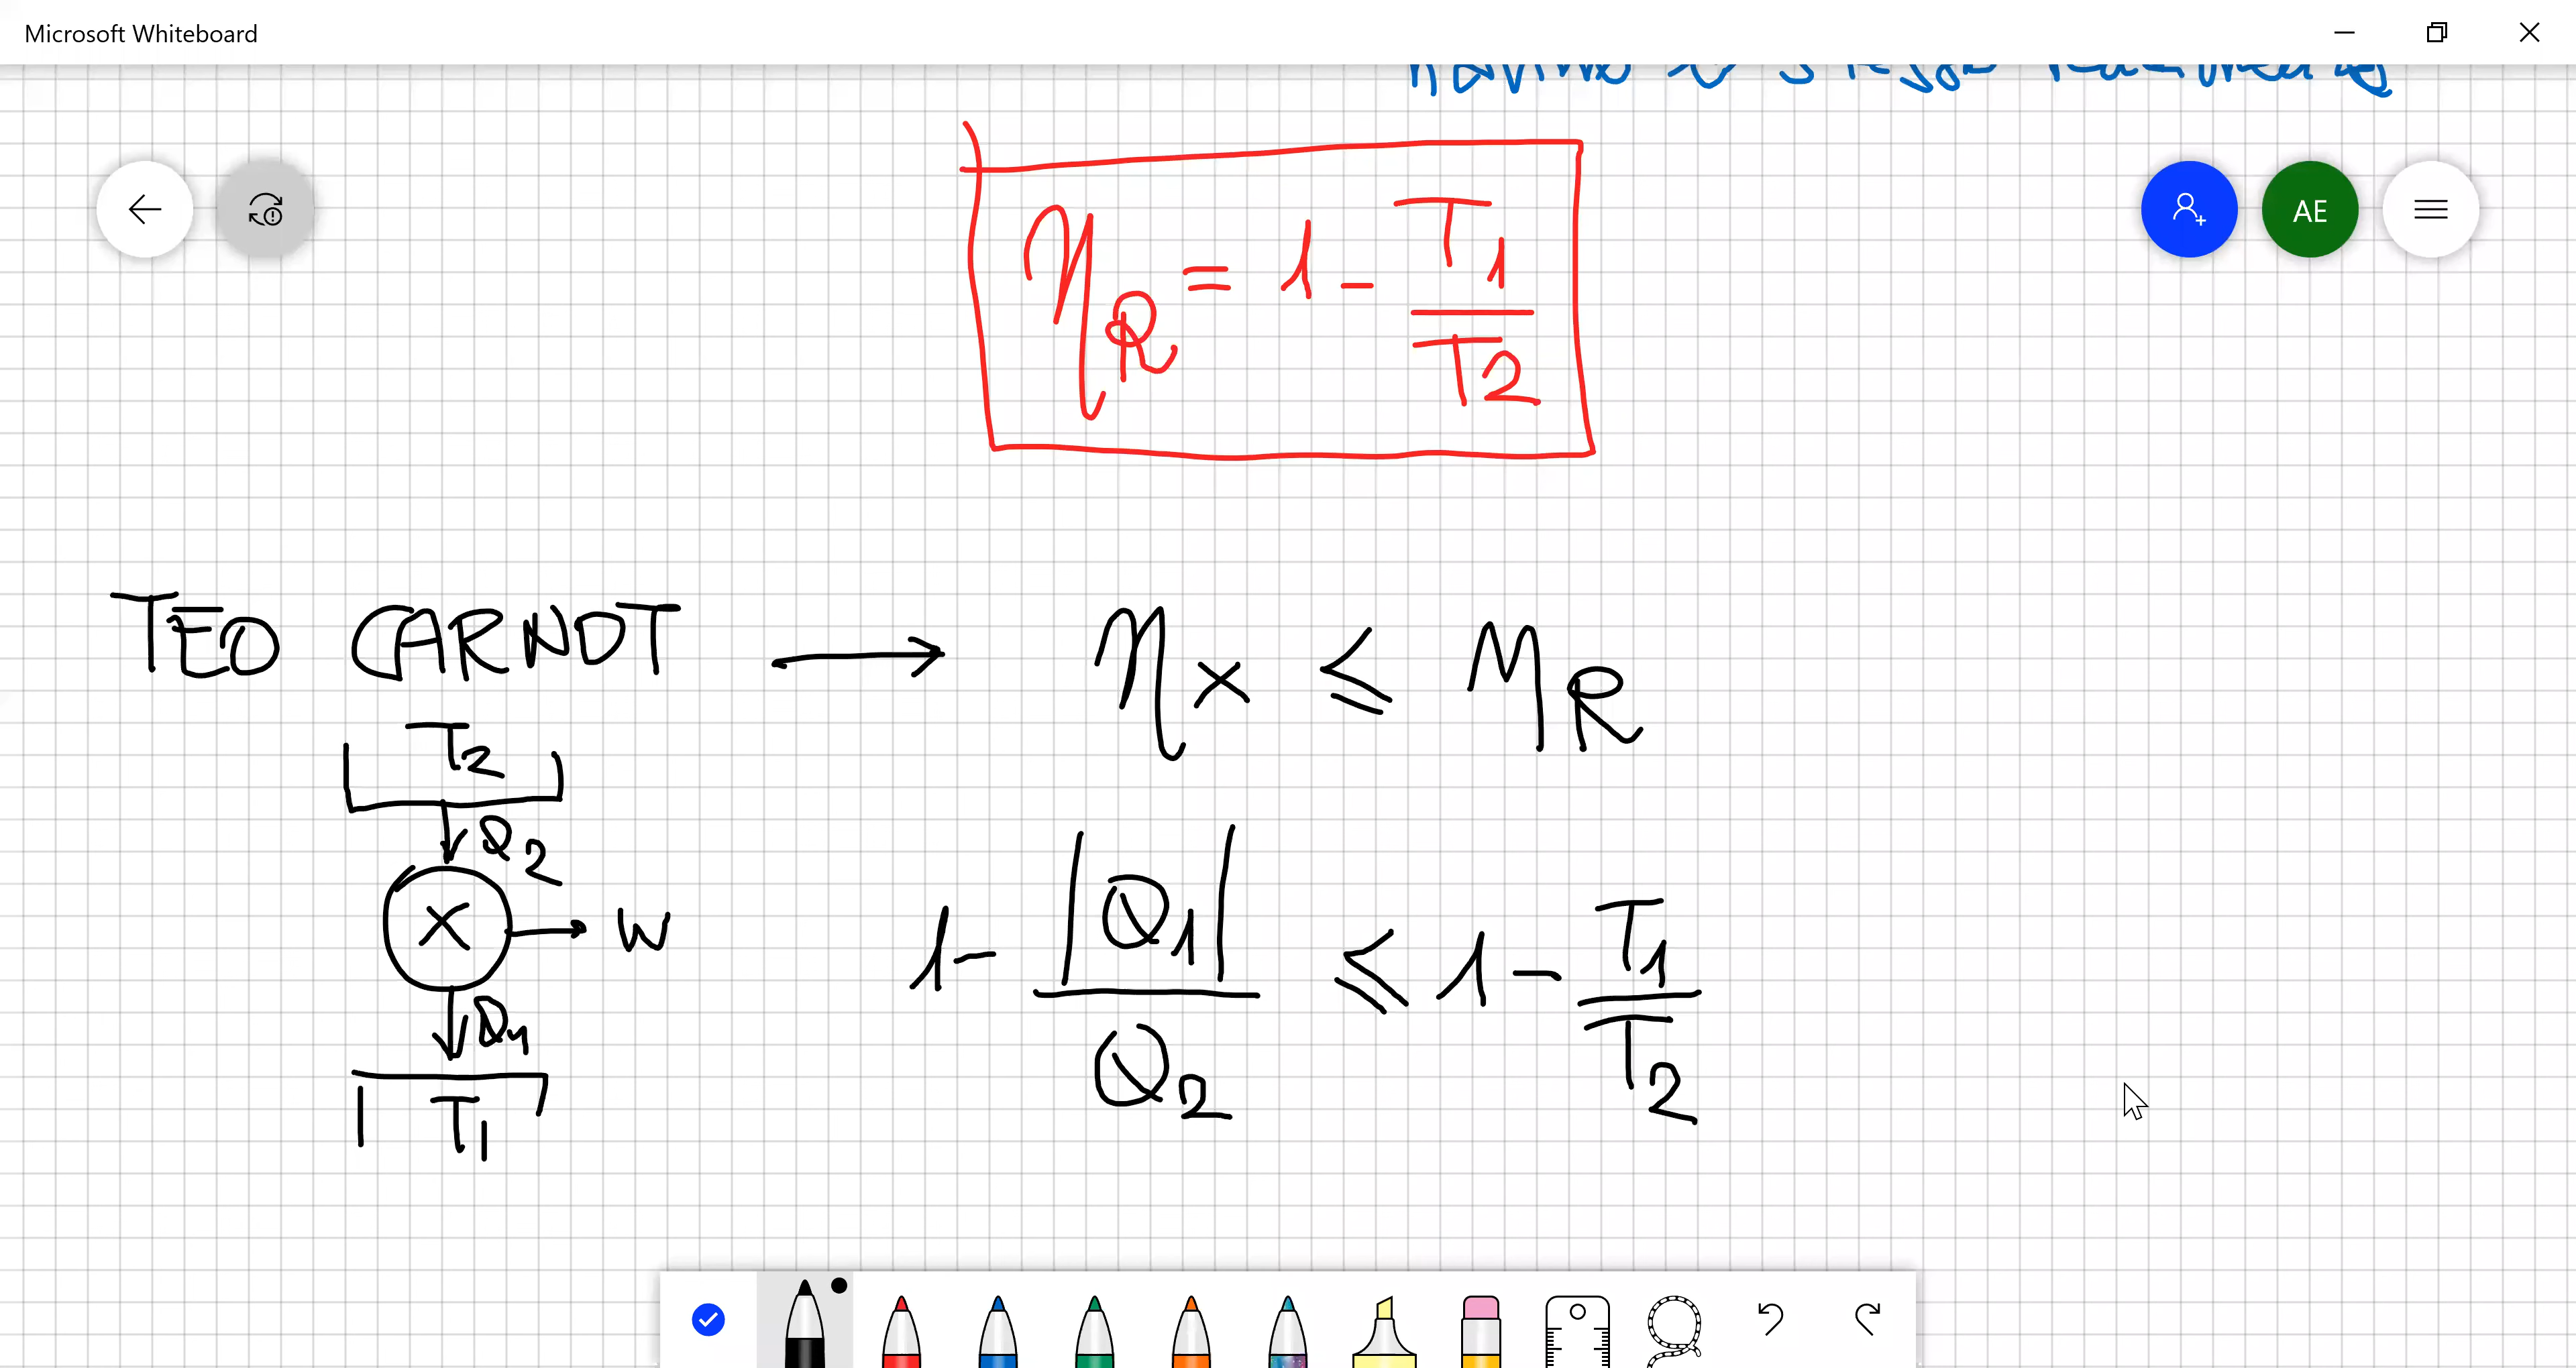 Microsoft Whiteboard
AE
η_R = 1 - T1/T2
TEO CARNOT → η_X ≤ η_R
T2
Q2
X → W
Q1
T1
1 - |Q1|/Q2 ≤ 1 - T1/T2